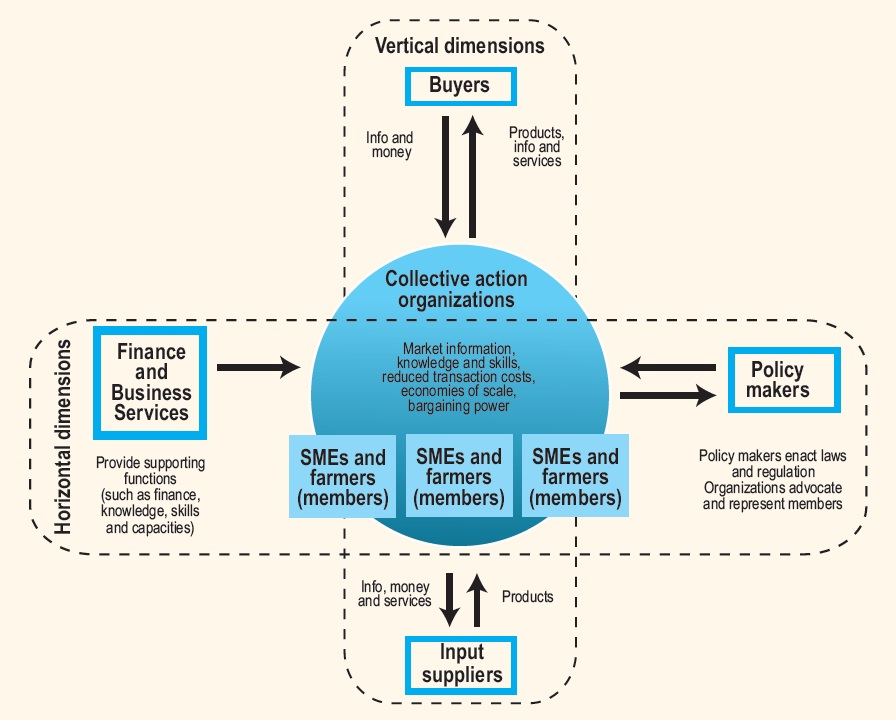 Vertical dimensions
Buyers
Info and
money
Products,
info and
services
Collective action
organizations
Market information,
knowledge and skills,
reduced transaction costs,
economies of scale,
bargaining power
SMEs and
farmers
(members)
SMEs and
farmers
(members)
SMEs and
farmers
(members)
Horizontal dimensions
Finance
and
Business
Services
Provide supporting
functions
(such as finance,
knowledge, skills
and capacities)
Policy
makers
Policy makers enact laws
and regulation
Organizations advocate
and represent members
Info, money
and services
Products
Input
suppliers